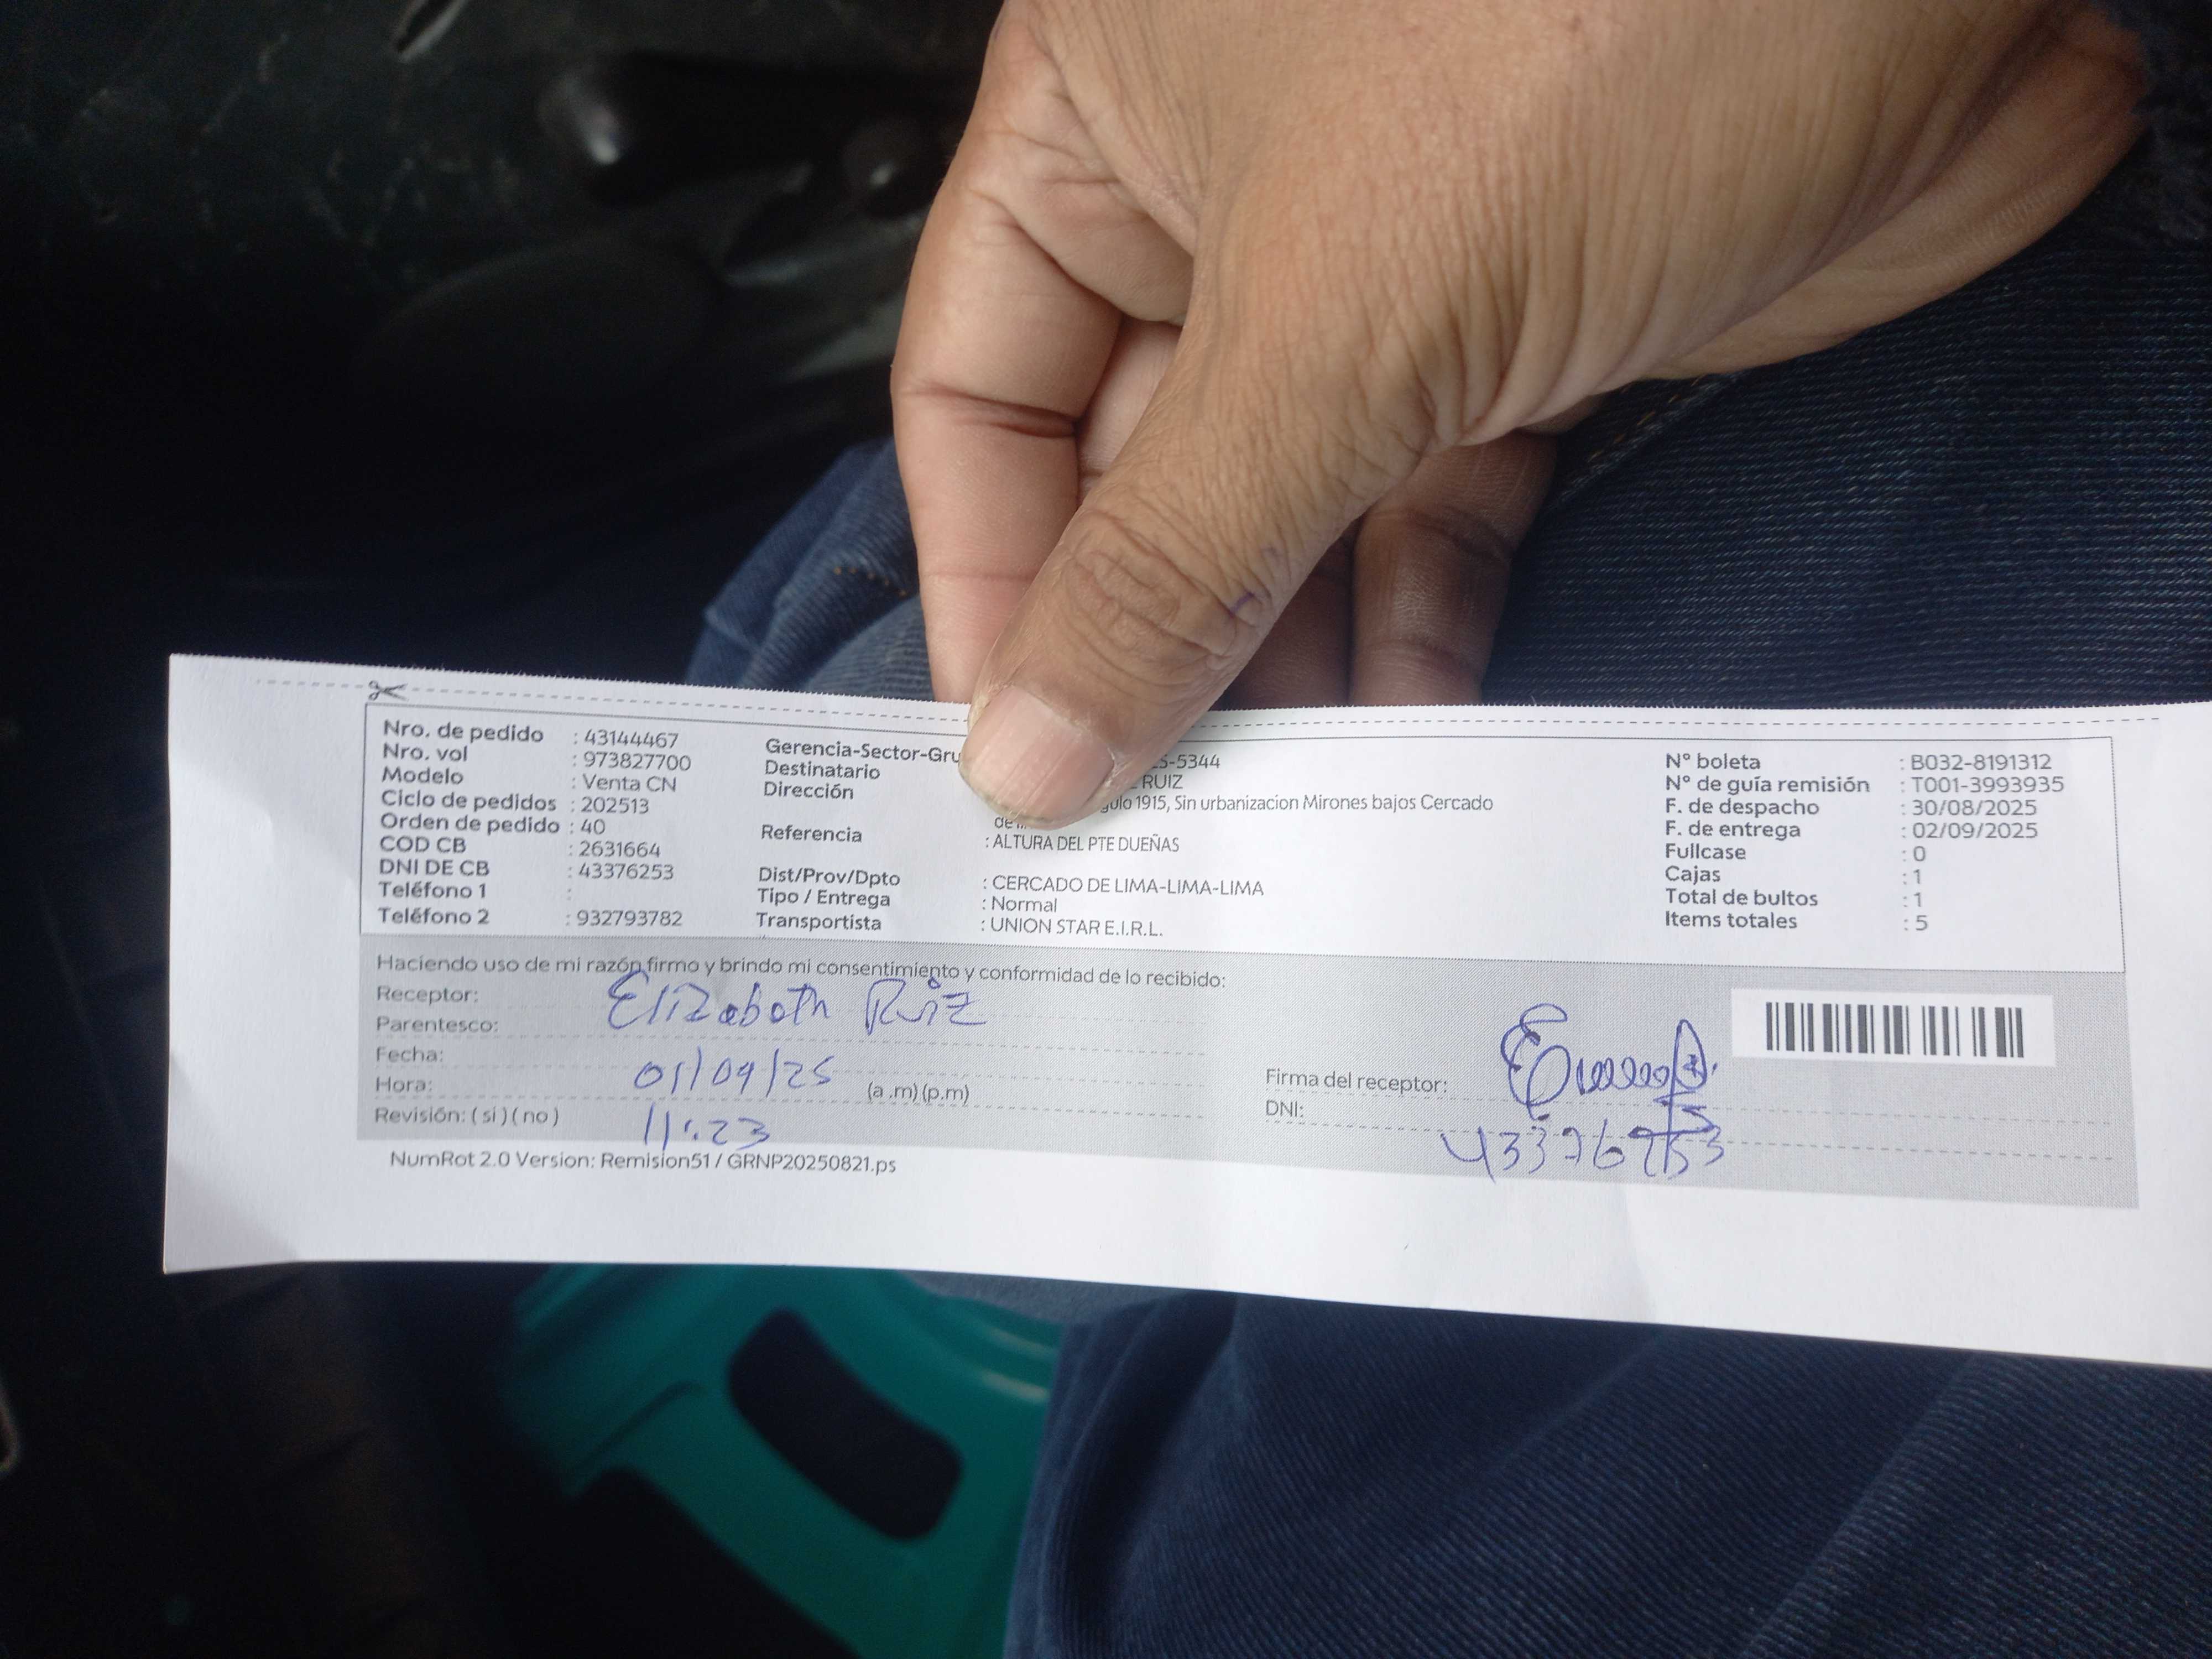 Nro. de pedido : 43144467
Nro. vol : 973827700
Modelo : Venta CN
Ciclo de pedidos : 202513
Orden de pedido : 40
COD CB : 2631664
DNI DE CB : 43376253
Teléfono 1 :
Teléfono 2 : 932793782
Gerencia-Sector-Gru -5344
Destinatario RUIZ
Dirección 1915, Sin urbanizacion Mirones bajos Cercado
de
Referencia : ALTURA DEL PTE DUEÑAS
Dist/Prov/Dpto : CERCADO DE LIMA-LIMA-LIMA
Tipo / Entrega : Normal
Transportista : UNION STAR E.I.R.L.
N° boleta : B032-8191312
N° de guía remisión : T001-3993935
F. de despacho : 30/08/2025
F. de entrega : 02/09/2025
Fullcase : 0
Cajas : 1
Total de bultos : 1
Items totales : 5
Haciendo uso de mi razón firmo y brindo mi consentimiento y conformidad de lo recibido:
Receptor: Elizaboth Ruiz
Parentesco:
Fecha: 01/09/25
Hora: 11:23 (a .m) (p.m)
Revisión: ( si ) ( no )
Firma del receptor:
DNI: 43376253
NumRot 2.0 Version: Remision51 / GRNP20250821.ps